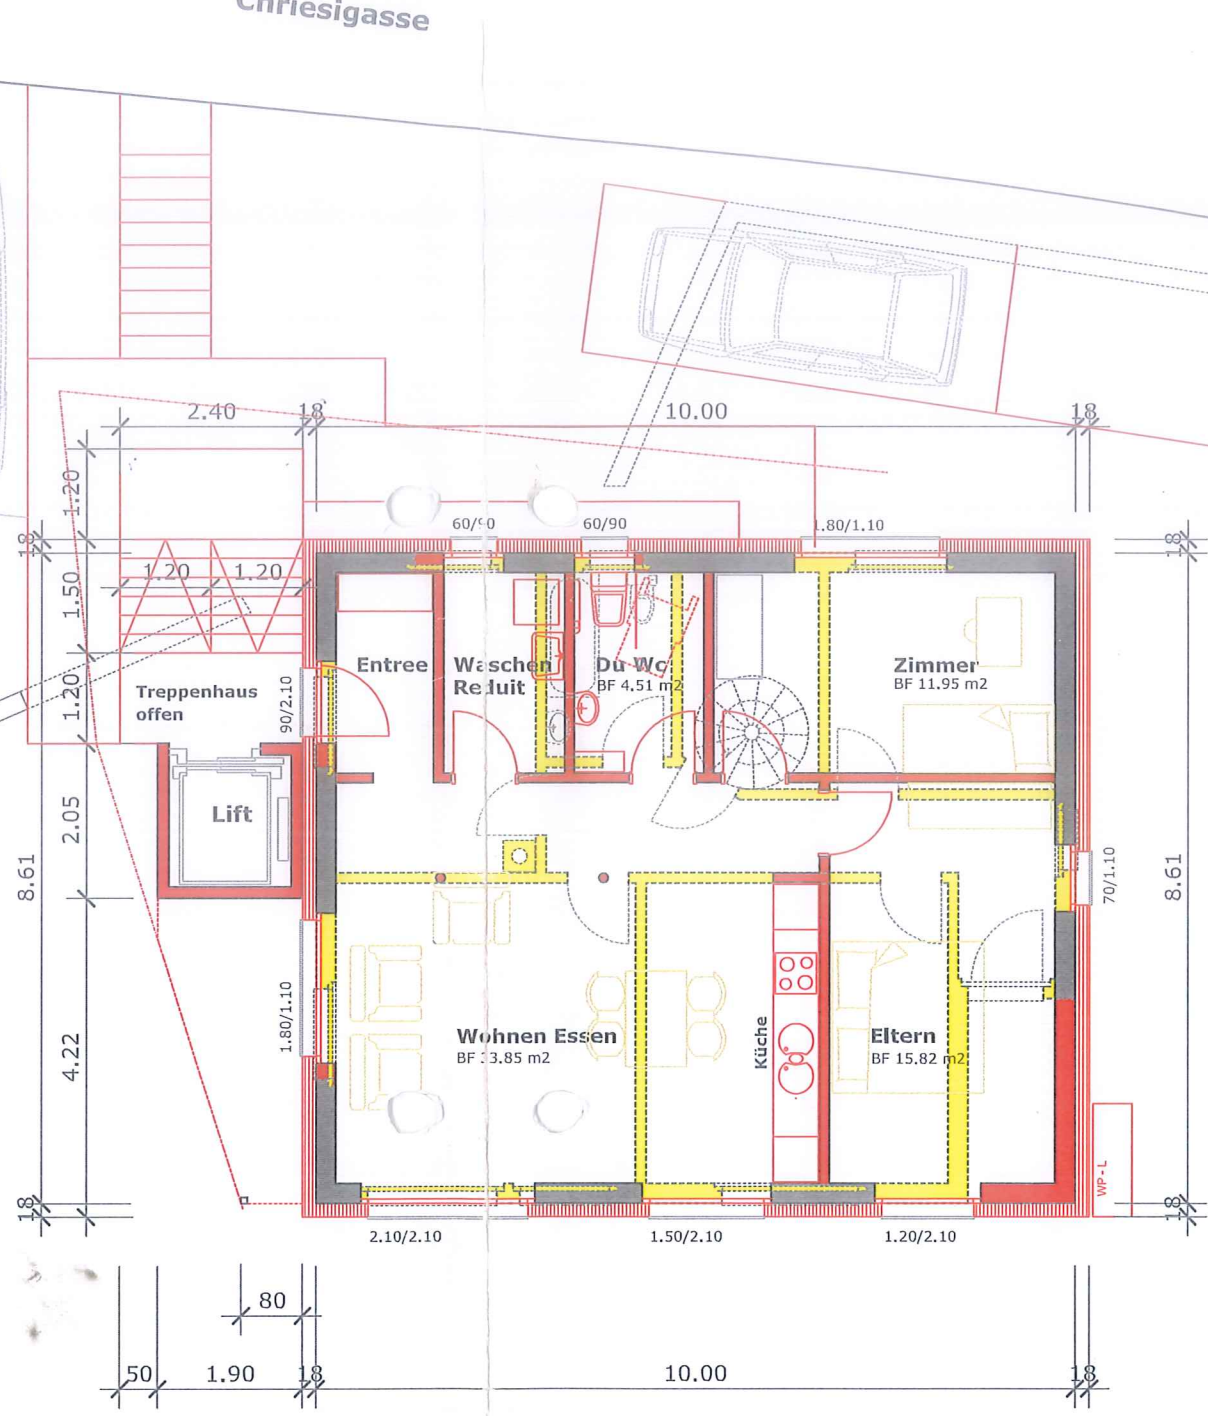 Chriesigasse
2.40
18
10.00
18
1.20
18
1.50
1.20
2.05
8.61
4.22
18
60/90
60/90
1.80/1.10
18
8.61
18
1.20
1.20
Treppenhaus
offen
90/2.10
Lift
1.80/1.10
Entree
Waschen
Reduit
Du Wc
BF 4.51 m2
Zimmer
BF 11.95 m2
70/1.10
Wohnen Essen
BF 33.85 m2
Küche
Eltern
BF 15.82 m2
WP - L
2.10/2.10
1.50/2.10
1.20/2.10
80
50
1.90
18
10.00
18